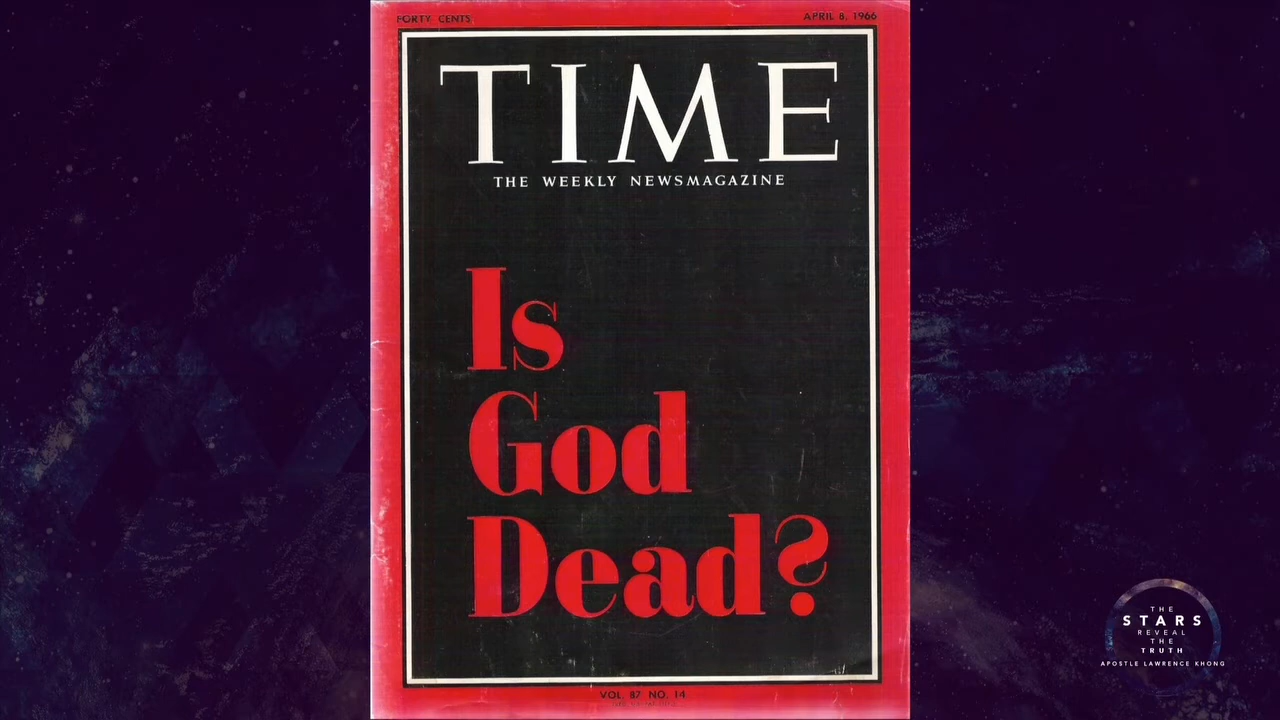 FORTY CENTS
APRIL 8, 1966
TIME
THE WEEKLY NEWSMAGAZINE
Is
God
Dead?
VOL. 87 NO. 14
THE
STARS
REVEAL
THE
TRUTH
APOSTLE LAWRENCE KHONG